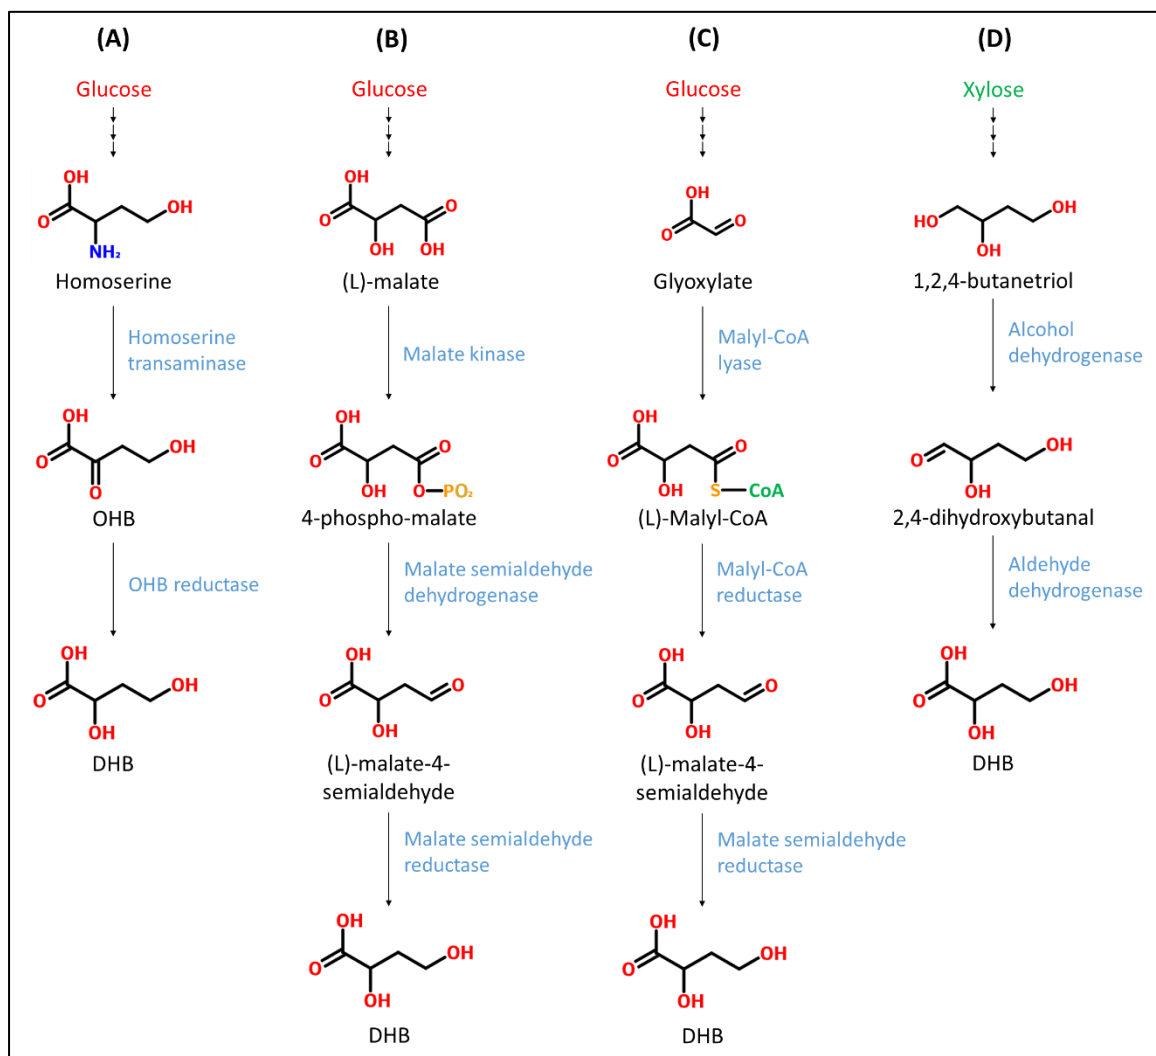 (A)
Glucose
OH
O
OH
NH₂
Homoserine
Homoserine
transaminase
OH
O
OH
O
OHB
OHB reductase
OH
O
OH
OH
DHB
(B)
Glucose
OH
O
O
OH
OH
(L)-malate
Malate kinase
OH
O
O
OH
O
PO₂
4-phospho-malate
Malate semialdehyde
dehydrogenase
OH
O
O
OH
(L)-malate-4-
semialdehyde
Malate semialdehyde
reductase
OH
OH
O
OH
DHB
(C)
Glucose
OH
O
O
Glyoxylate
Malyl-CoA
lyase
OH
O
O
OH
S
CoA
(L)-Malyl-CoA
Malyl-CoA
reductase
OH
O
O
OH
(L)-malate-4-
semialdehyde
Malate semialdehyde
reductase
OH
OH
O
OH
DHB
(D)
Xylose
OH
HO
OH
1,2,4-butanetriol
Alcohol
dehydrogenase
OH
O
OH
2,4-dihydroxybutanal
Aldehyde
dehydrogenase
OH
OH
O
OH
DHB